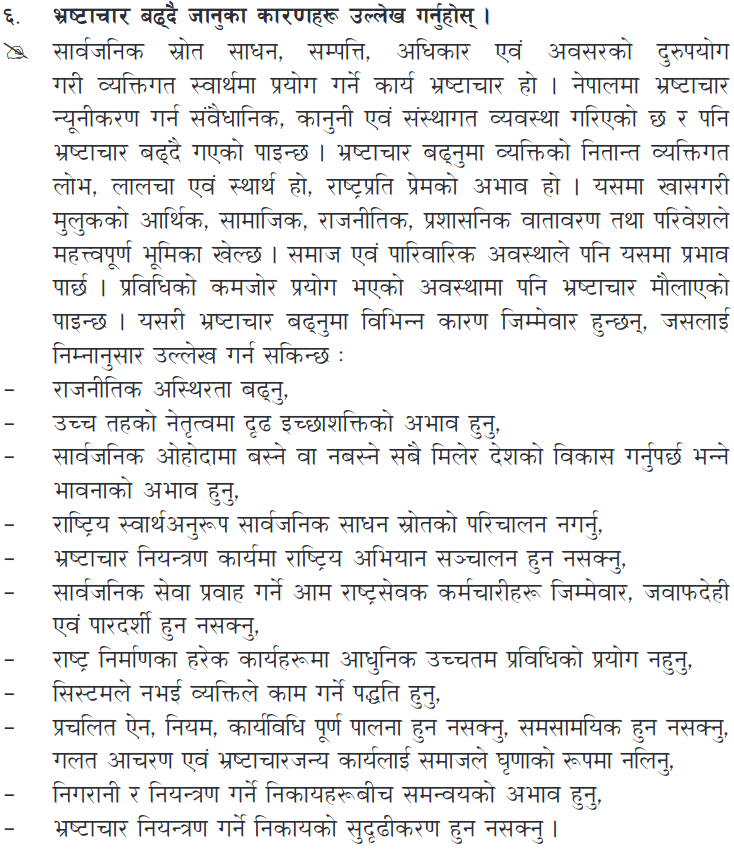 ६. भ्रष्टाचार बढ्दै जानुका कारणहरू उल्लेख गर्नुहोस् ।
सार्वजनिक स्रोत साधन, सम्पत्ति, अधिकार एवं अवसरको दुरुपयोग
गरी व्यक्तिगत स्वार्थमा प्रयोग गर्ने कार्य भ्रष्टाचार हो । नेपालमा भ्रष्टाचार
न्यूनीकरण गर्न संवैधानिक, कानुनी एवं संस्थागत व्यवस्था गरिएको छ र पनि
भ्रष्टाचार बढ्दै गएको पाइन्छ । भ्रष्टाचार बढ्नुमा व्यक्तिको नितान्त व्यक्तिगत
लोभ, लालचा एवं स्थार्थ हो, राष्ट्रप्रति प्रेमको अभाव हो । यसमा खासगरी
मुलुकको आर्थिक, सामाजिक, राजनीतिक, प्रशासनिक वातावरण तथा परिवेशले
महत्त्वपूर्ण भूमिका खेल्छ । समाज एवं पारिवारिक अवस्थाले पनि यसमा प्रभाव
पार्छ । प्रविधिको कमजोर प्रयोग भएको अवस्थामा पनि भ्रष्टाचार मौलाएको
पाइन्छ । यसरी भ्रष्टाचार बढ्नुमा विभिन्न कारण जिम्मेवार हुन्छन्, जसलाई
निम्नानुसार उल्लेख गर्न सकिन्छ :
– राजनीतिक अस्थिरता बढ्नु,
– उच्च तहको नेतृत्वमा दृढ इच्छाशक्तिको अभाव हुनु,
– सार्वजनिक ओहोदामा बस्ने वा नबस्ने सबै मिलेर देशको विकास गर्नुपर्छ भन्ने
भावनाको अभाव हुनु,
– राष्ट्रिय स्वार्थअनुरूप सार्वजनिक साधन स्रोतको परिचालन नगर्नु,
– भ्रष्टाचार नियन्त्रण कार्यमा राष्ट्रिय अभियान सञ्चालन हुन नसक्नु,
– सार्वजनिक सेवा प्रवाह गर्ने आम राष्ट्रसेवक कर्मचारीहरू जिम्मेवार, जवाफदेही
एवं पारदर्शी हुन नसक्नु,
– राष्ट्र निर्माणका हरेक कार्यहरूमा आधुनिक उच्चतम प्रविधिको प्रयोग नहुनु,
– सिस्टमले नभई व्यक्तिले काम गर्ने पद्धति हुनु,
– प्रचलित ऐन, नियम, कार्यविधि पूर्ण पालना हुन नसक्नु, समसामयिक हुन नसक्नु,
गलत आचरण एवं भ्रष्टाचारजन्य कार्यलाई समाजले घृणाको रूपमा नलिनु,
– निगरानी र नियन्त्रण गर्ने निकायहरूबीच समन्वयको अभाव हुनु,
– भ्रष्टाचार नियन्त्रण गर्ने निकायको सुदृढीकरण हुन नसक्नु ।